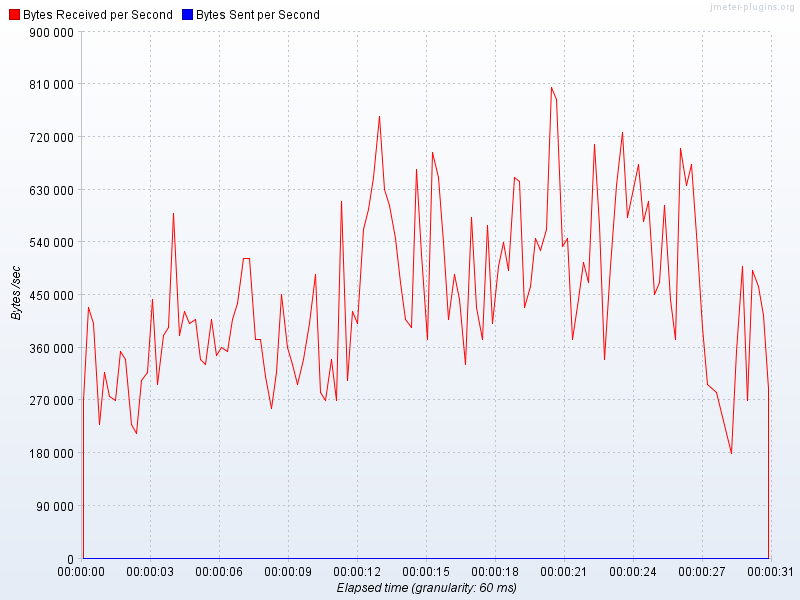 Bytes Received per Second Bytes Sent per Second
jmeter-plugins.org
900 000
810 000
720 000
630 000
540 000
450 000
360 000
270 000
180 000
90 000
0
Bytes /sec
00:00:00 00:00:03 00:00:06 00:00:09 00:00:12 00:00:15 00:00:18 00:00:21 00:00:24 00:00:27 00:00:31
Elapsed time (granularity: 60 ms)